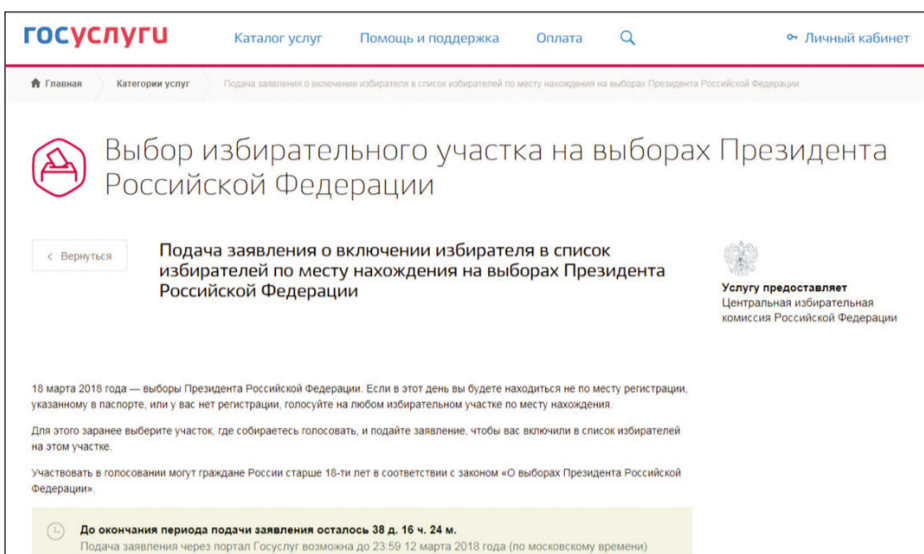 госуслуги
Каталог услуг Помощь и поддержка Оплата Личный кабинет
Главная Категории услуг Подача заявления о включении избирателя в список избирателей по месту нахождения на выборах Президента Российской Федерации
Выбор избирательного участка на выборах Президента
Российской Федерации
< Вернуться
Подача заявления о включении избирателя в список
избирателей по месту нахождения на выборах Президента
Российской Федерации
Услугу предоставляет
Центральная избирательная
комиссия Российской Федерации
18 марта 2018 года — выборы Президента Российской Федерации. Если в этот день вы будете находиться не по месту регистрации,
указанному в паспорте, или у вас нет регистрации, голосуйте на любом избирательном участке по месту нахождения.
Для этого заранее выберите участок, где собираетесь голосовать, и подайте заявление, чтобы вас включили в список избирателей
на этом участке.
Участвовать в голосовании могут граждане России старше 18-ти лет в соответствии с законом «О выборах Президента Российской
Федерации».
До окончания периода подачи заявления осталось 38 д. 16 ч. 24 м.
Подача заявления через портал Госуслуг возможна до 23:59 12 марта 2018 года (по московскому времени)